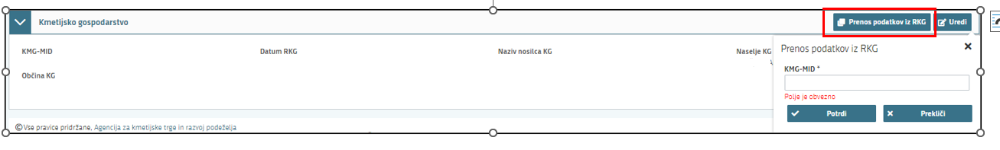 Kmetijsko gospodarstvo
Prenos podatkov iz RKG
Uredi
KMG-MID
Datum RKG
Naziv nosilca KG
Naselje KG
Občina KG
Prenos podatkov iz RKG
KMG-MID *
Polje je obvezno
Potrdi
Prekliči
©Vse pravice pridržane, Agencija za kmetijske trge in razvoj podeželja